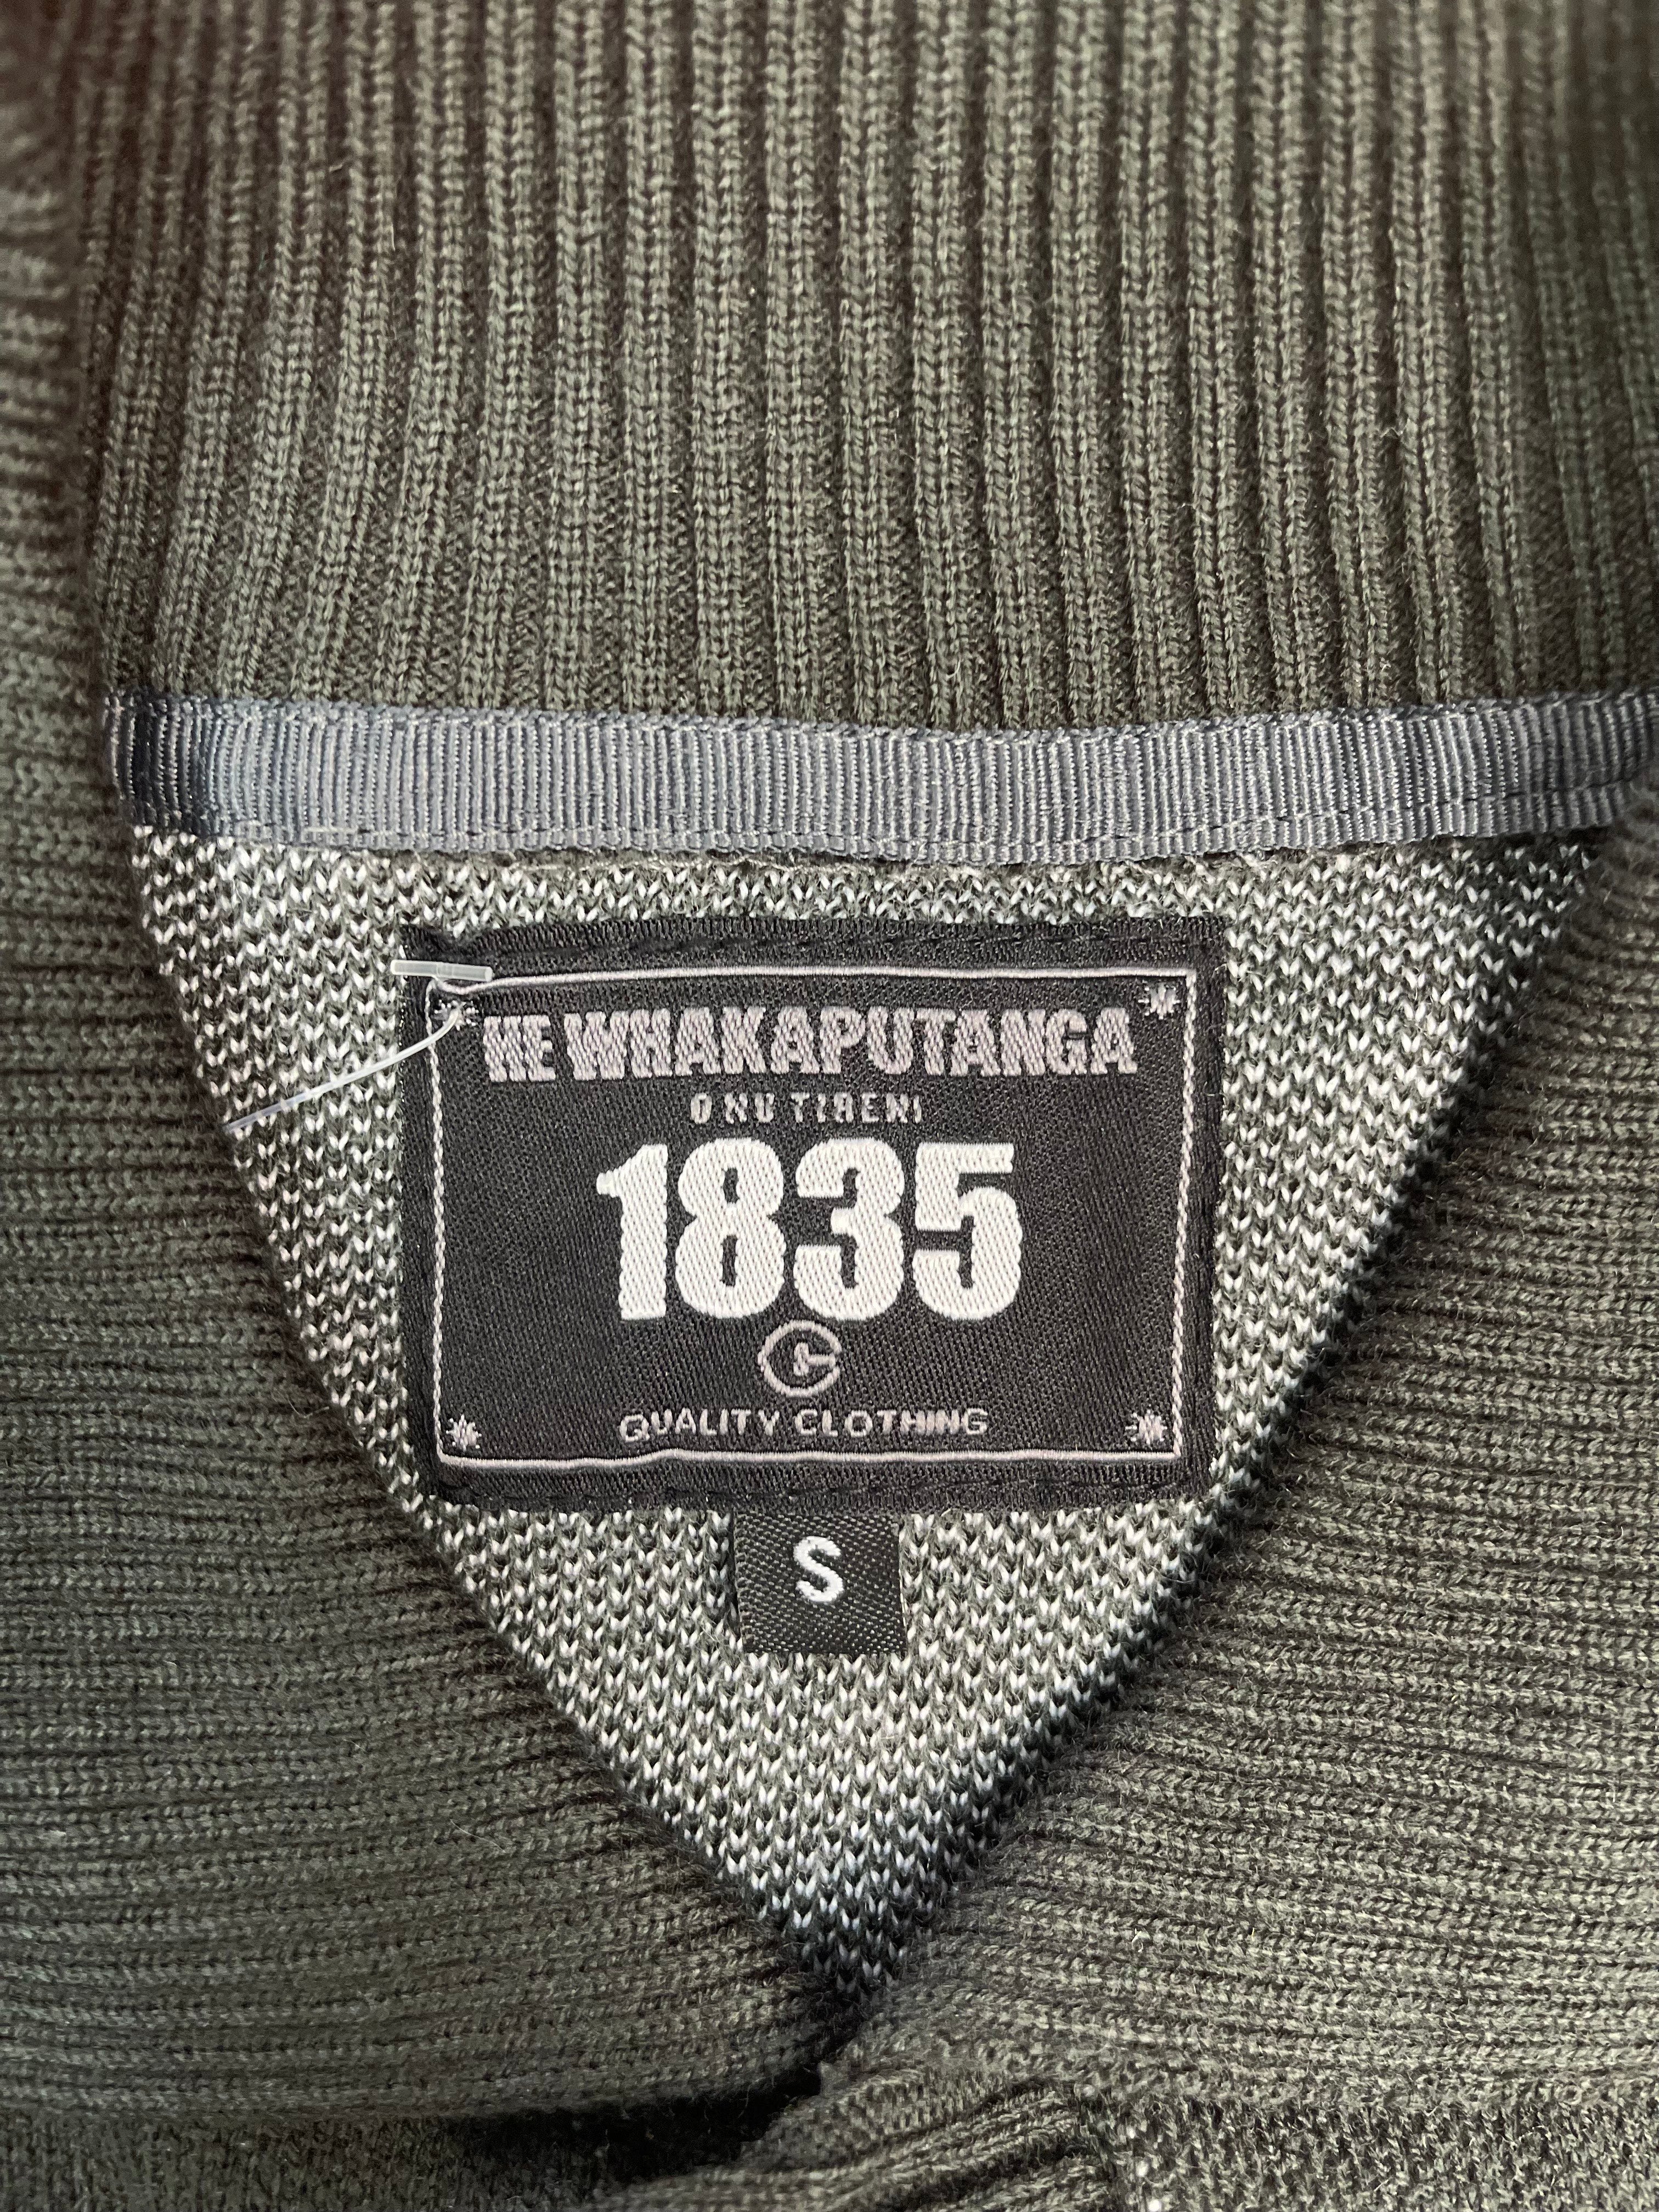 HE WHAKAPUTANGA
O NU TIRENI
1835
QUALITY CLOTHING
S